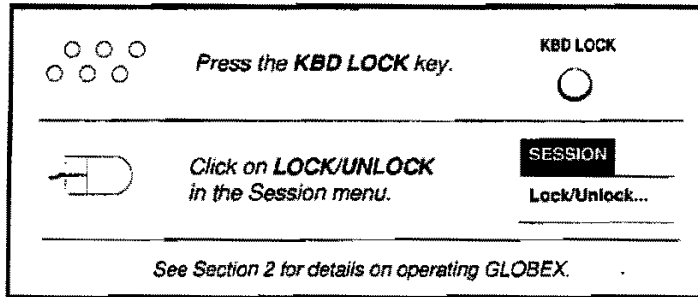 Press the KBD LOCK key.
KBD LOCK
Click on LOCK/UNLOCK
in the Session menu.
SESSION
Lock/Unlock...
See Section 2 for details on operating GLOBEX.